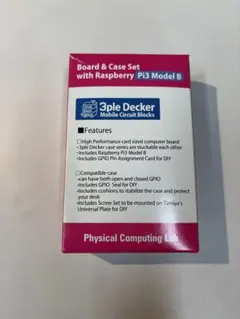 Board & Case Set
with Raspberry Pi3 Model B
3ple Decker
Mobile Circuit Blocks
■Features
□High Performance card sized computer board
•3ple Decker case series are stackable each other
•includes Raspberry Pi3 Model B
•includes GPIO Pin Assignment Card for DIY
□Compatible case
•can have both open and closed GPIO
•includes GPIO Seal for DIY
•includes cushions to stabilize the case and protect
your desk
•includes Screw Set to be mounted on Tamiya's
Universal Plate for DIY
Physical Computing Lab